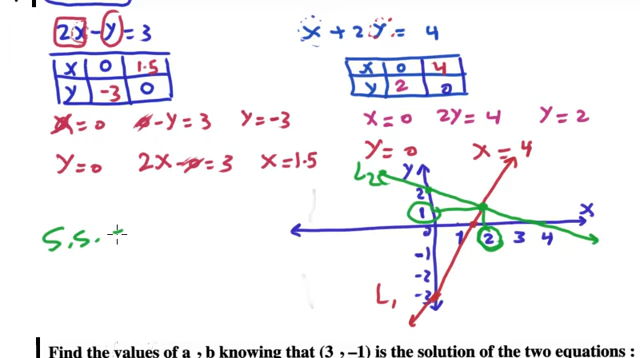 2x - y = 3
x + 2y = 4
x 0 1.5
y -3 0
x 0 4
y 2 0
x = 0 0 - y = 3 y = -3
x = 0 2y = 4 y = 2
y = 0 2x - 0 = 3 x = 1.5
y = 0 x = 4
L2 y
2
1 x
0 1 2 3 4
-1
-2
L1 -3
S.S. =
Find the values of a , b knowing that (3 , -1) is the solution of the two equations :